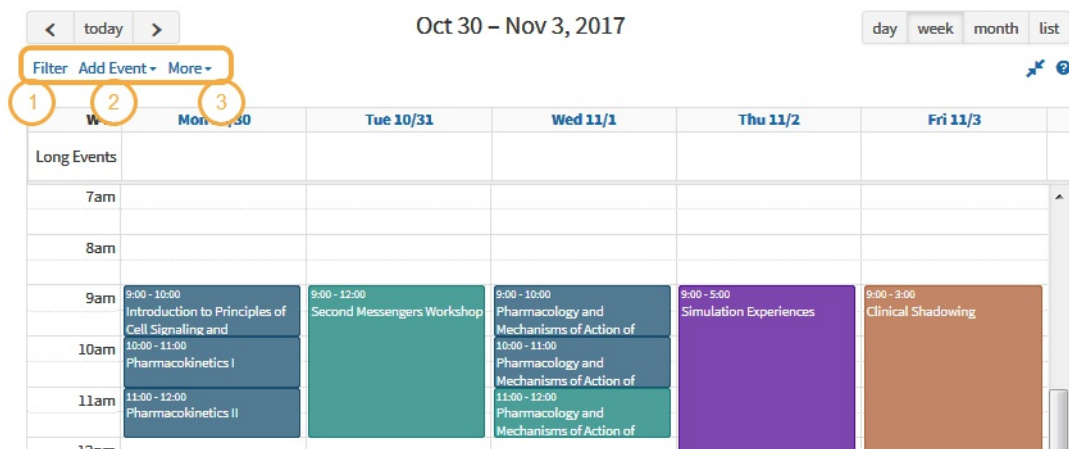 today
Oct 30 – Nov 3, 2017
day week month list
Filter Add Event More
1 2 3
Mon 10/30 Tue 10/31 Wed 11/1 Thu 11/2 Fri 11/3
Long Events
7am
8am
9am
9:00 - 10:00
Introduction to Principles of
Cell Signaling and
9:00 - 12:00
Second Messengers Workshop
9:00 - 10:00
Pharmacology and
Mechanisms of Action of
9:00 - 5:00
Simulation Experiences
9:00 - 3:00
Clinical Shadowing
10am
10:00 - 11:00
Pharmacokinetics I
10:00 - 11:00
Pharmacology and
Mechanisms of Action of
11am
11:00 - 12:00
Pharmacokinetics II
11:00 - 12:00
Pharmacology and
Mechanisms of Action of